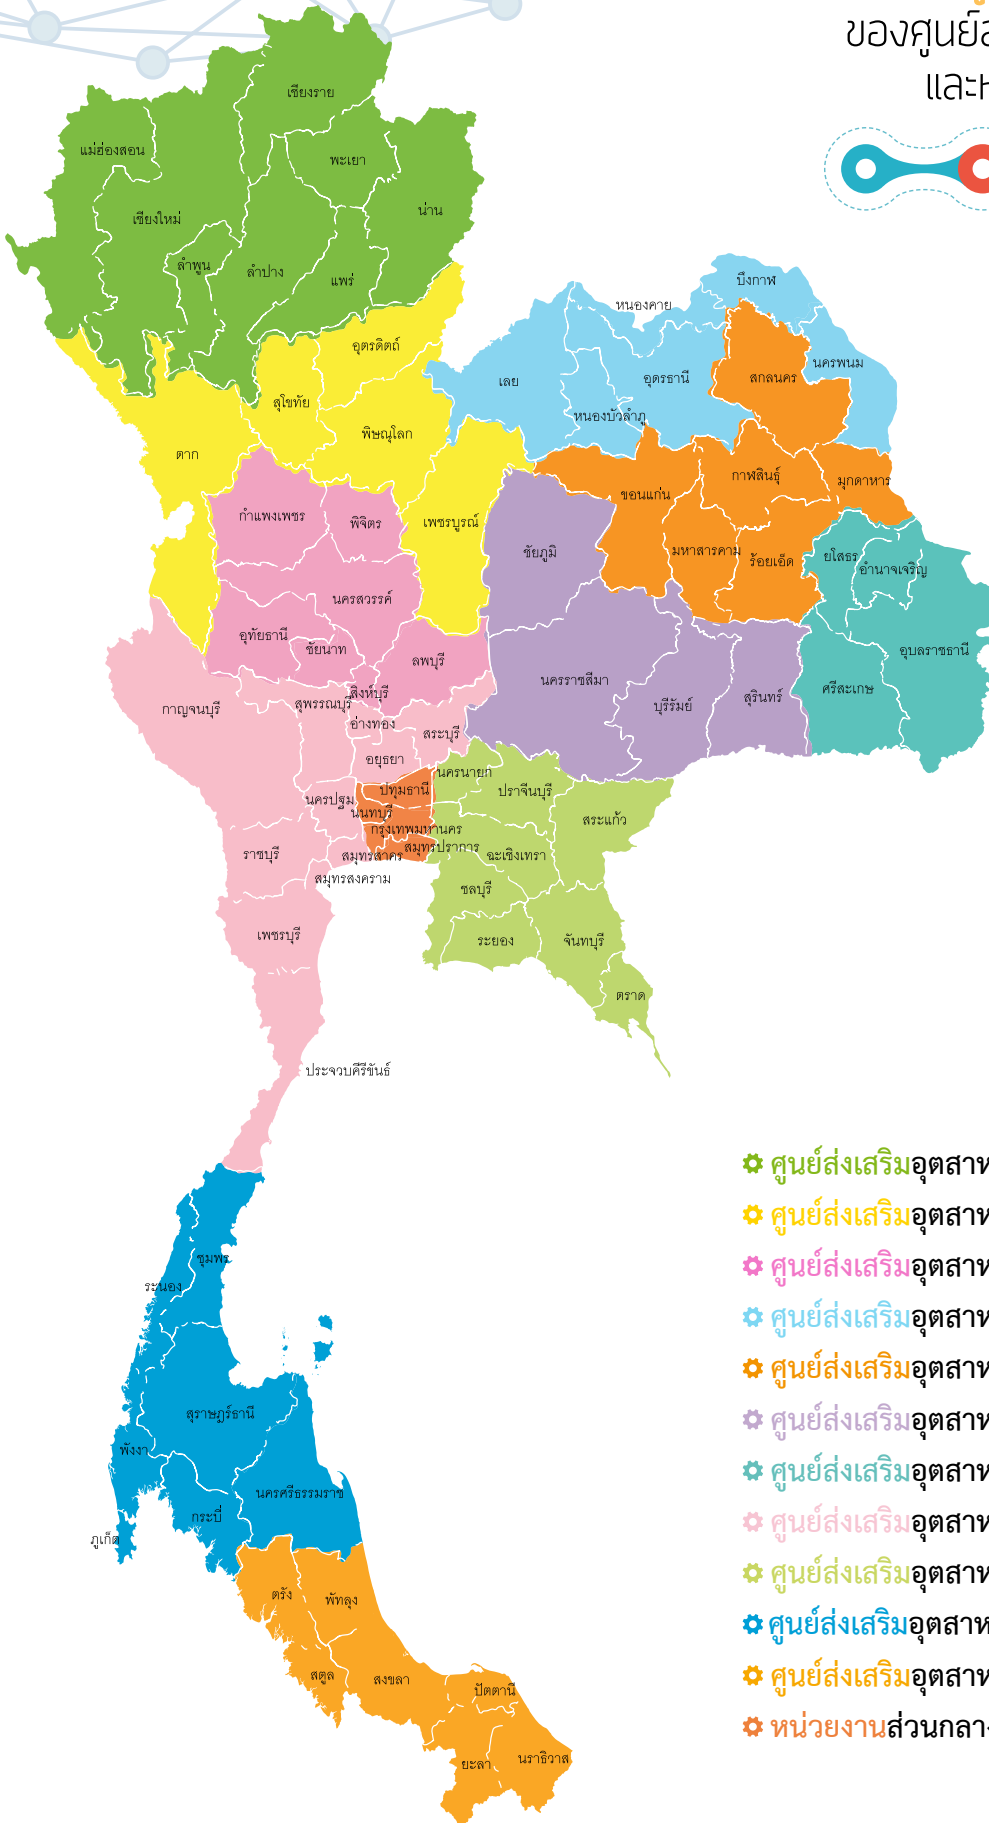 ของศูนย์ส
และห
เชียงราย
แม่ฮ่องสอน
พะเยา
น่าน
เชียงใหม่
ลำพูน
ลำปาง
แพร่
บึงกาฬ
หนองคาย
อุตรดิตถ์
นครพนม
เลย
อุดรธานี
สกลนคร
สุโขทัย
หนองบัวลำภู
พิษณุโลก
ตาก
กาฬสินธุ์
มุกดาหาร
ขอนแก่น
กำแพงเพชร
พิจิตร
เพชรบูรณ์
ชัยภูมิ
มหาสารคาม
ร้อยเอ็ด
ยโสธร
อำนาจเจริญ
นครสวรรค์
อุทัยธานี
ชัยนาท
ลพบุรี
อุบลราชธานี
นครราชสีมา
ศรีสะเกษ
สิงห์บุรี
สุพรรณบุรี
บุรีรัมย์
สุรินทร์
กาญจนบุรี
อ่างทอง
สระบุรี
อยุธยา
นครนายก
ปทุมธานี
ปราจีนบุรี
นครปฐม
นนทบุรี
สระแก้ว
กรุงเทพมหานคร
สมุทรปราการ
ราชบุรี
สมุทรสาคร
ฉะเชิงเทรา
สมุทรสงคราม
ชลบุรี
เพชรบุรี
ระยอง
จันทบุรี
ตราด
ประจวบคีรีขันธ์
ศูนย์ส่งเสริมอุตสาห
ศูนย์ส่งเสริมอุตสาห
ศูนย์ส่งเสริมอุตสาห
ศูนย์ส่งเสริมอุตสาห
ศูนย์ส่งเสริมอุตสาห
ศูนย์ส่งเสริมอุตสาห
ศูนย์ส่งเสริมอุตสาห
ศูนย์ส่งเสริมอุตสาห
ศูนย์ส่งเสริมอุตสาห
ศูนย์ส่งเสริมอุตสาห
ศูนย์ส่งเสริมอุตสาห
หน่วยงานส่วนกลาง
ชุมพร
ระนอง
สุราษฎร์ธานี
พังงา
นครศรีธรรมราช
กระบี่
ภูเก็ต
ตรัง
พัทลุง
สตูล
สงขลา
ปัตตานี
ยะลา
นราธิวาส